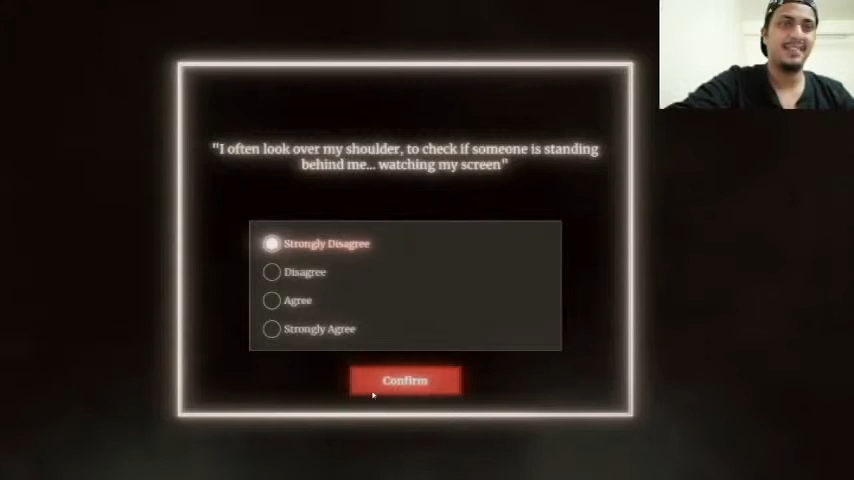 "I often look over my shoulder, to check if someone is standing
behind me... watching my screen"
Strongly Disagree
Disagree
Agree
Strongly Agree
Confirm